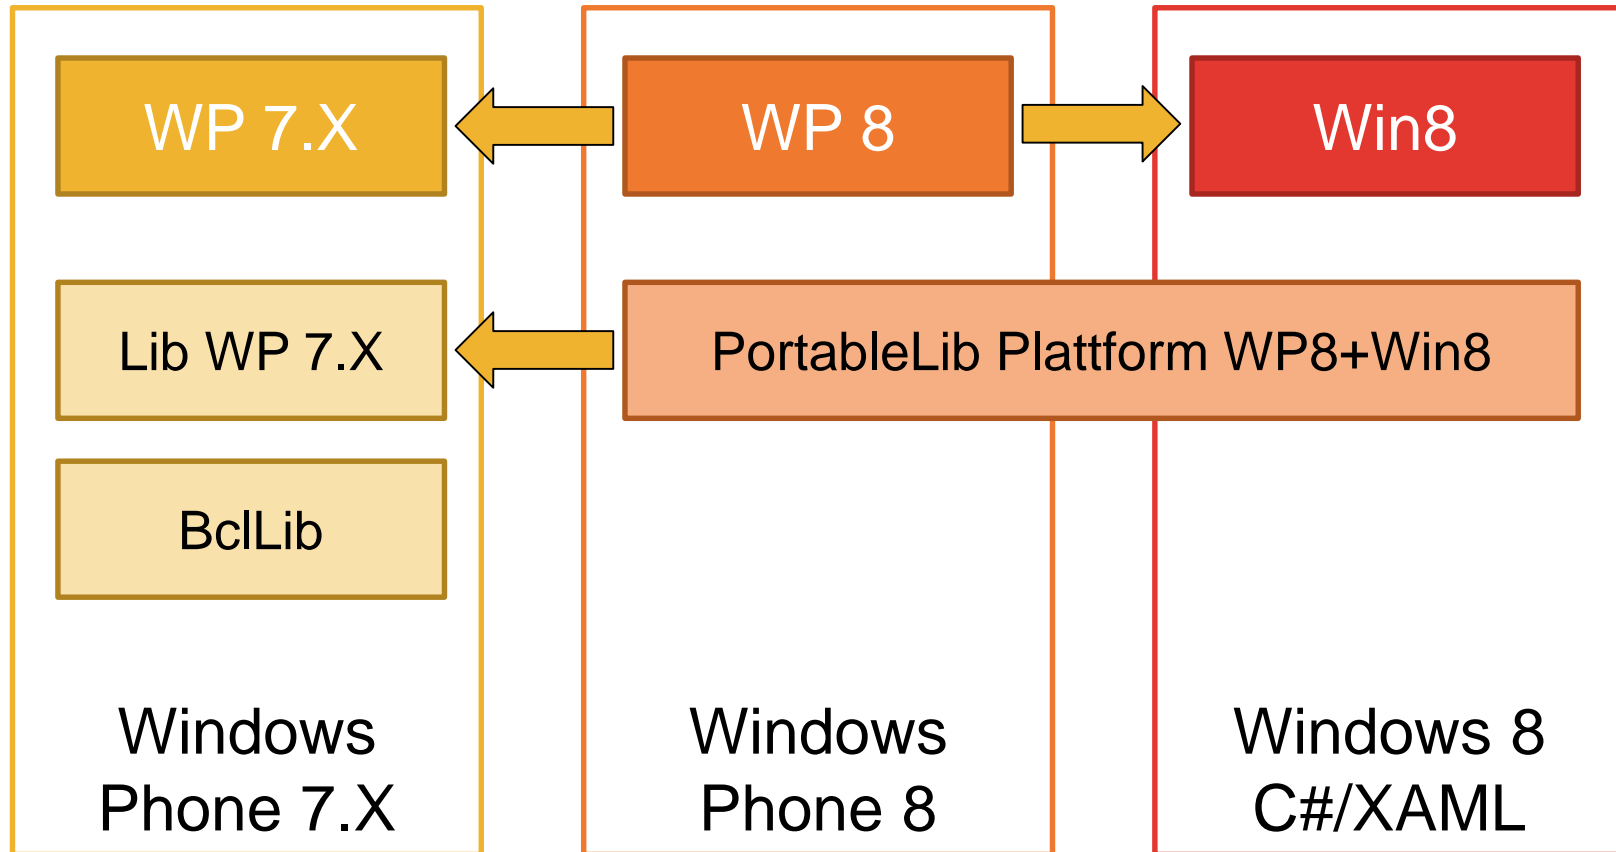 WP 7.X
WP 8
Win8
Lib WP 7.X
PortableLib Plattform WP8+Win8
BclLib
Windows
Phone 7.X
Windows
Phone 8
Windows 8
C#/XAML